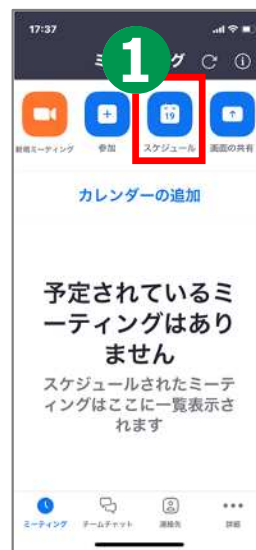 17:37
ミ
グ
1
新規ミーティング
参加
19
スケジュール
画面の共有
カレンダーの追加
予定されているミ
ーティングはあり
ません
スケジュールされたミーテ
ィングはここに一覧表示さ
れます
ミーティング
チームチャット
連絡先
詳細